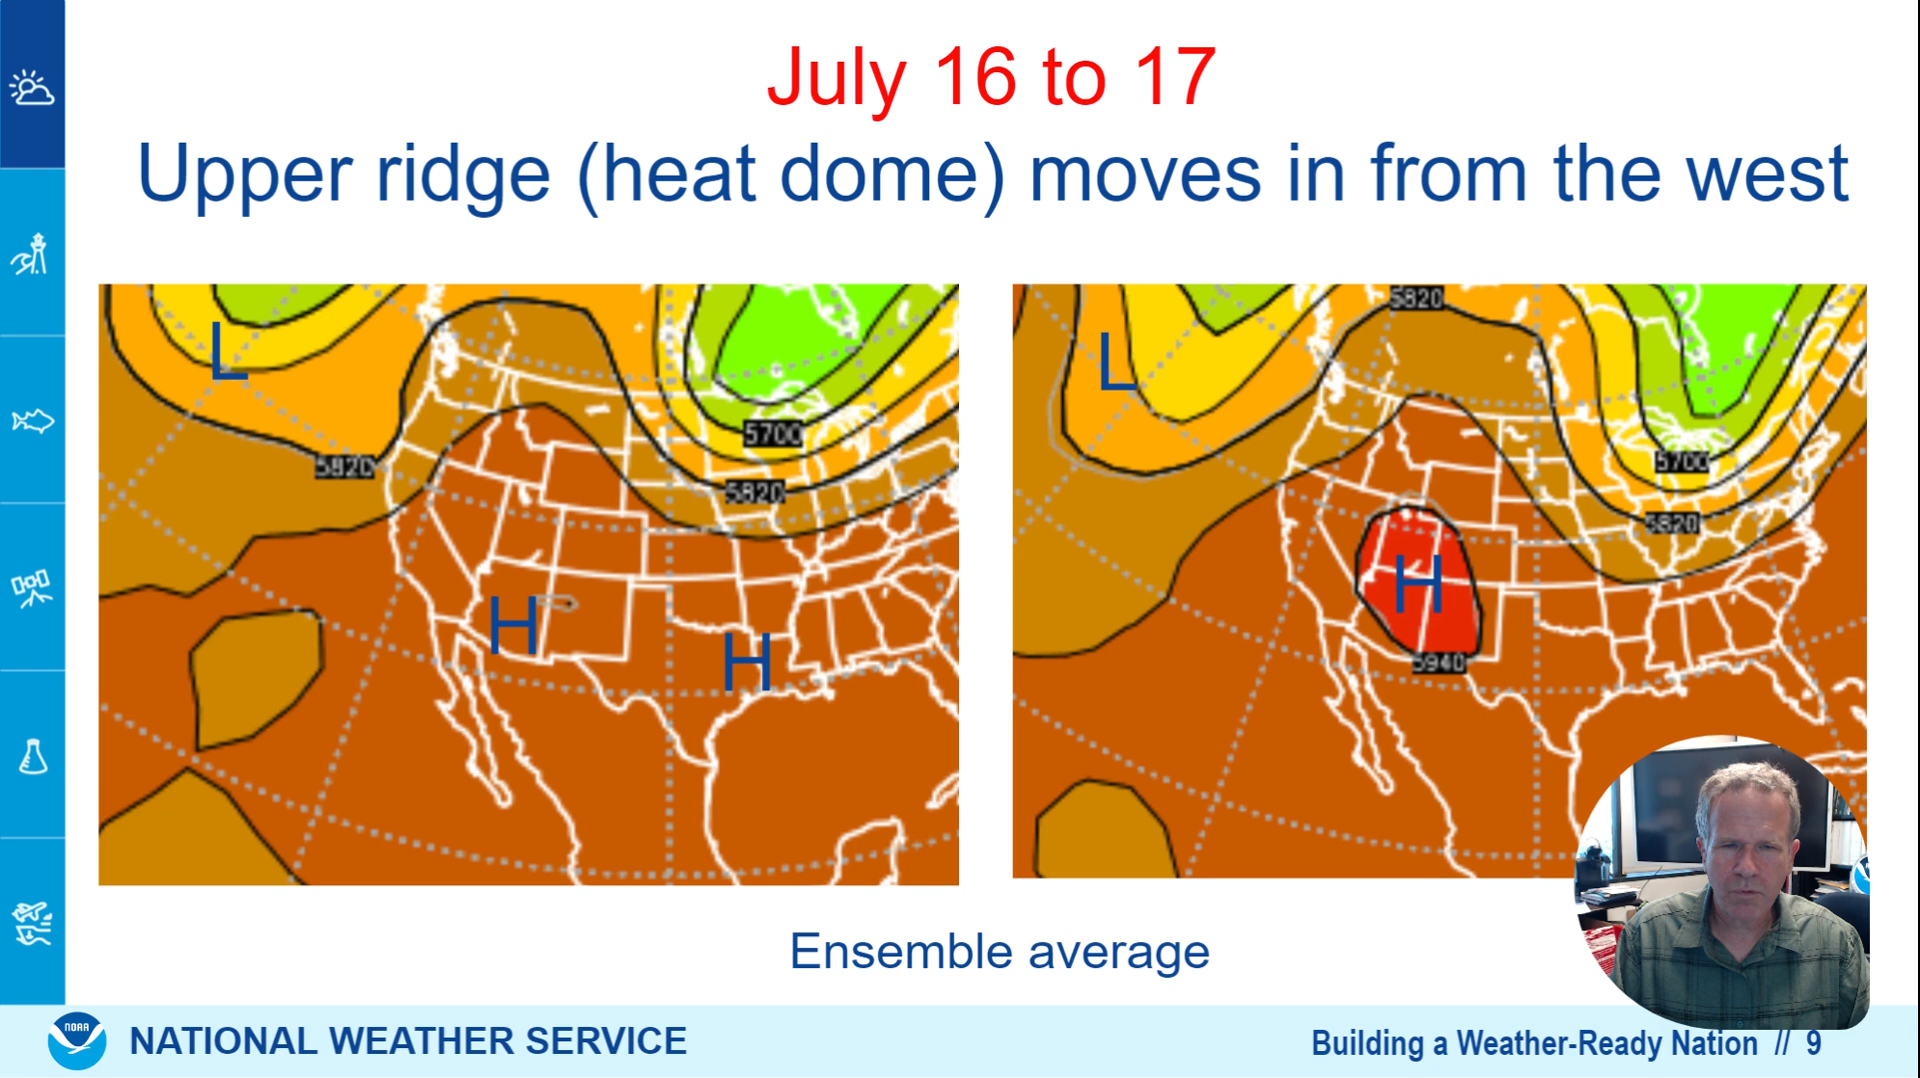 July 16 to 17
Upper ridge (heat dome) moves in from the west
L
5820
5700
5820
H
H
5820
L
5700
5820
H
5940
Ensemble average
NOAA
NATIONAL WEATHER SERVICE
Building a Weather-Ready Nation // 9